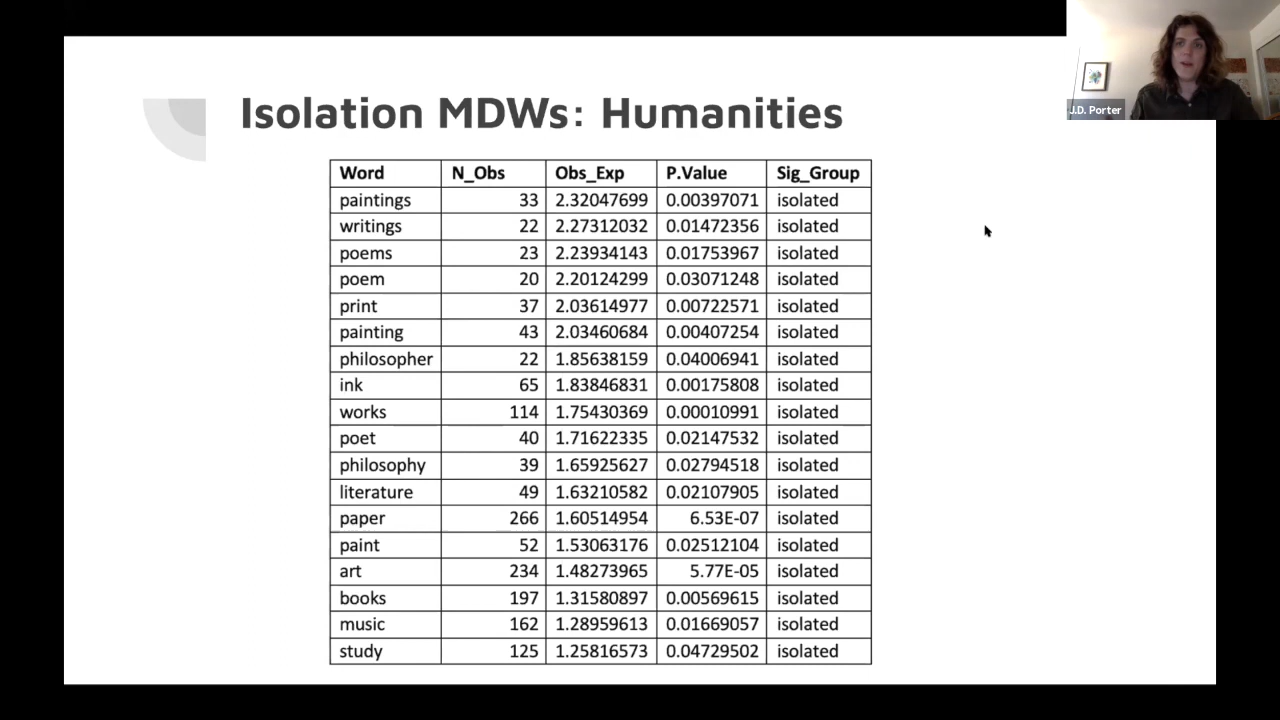 Isolation MDWs: Humanities
J.D. Porter
Word N_Obs Obs_Exp P.Value Sig_Group
paintings 33 2.32047699 0.00397071 isolated
writings 22 2.27312032 0.01472356 isolated
poems 23 2.23934143 0.01753967 isolated
poem 20 2.20124299 0.03071248 isolated
print 37 2.03614977 0.00722571 isolated
painting 43 2.03460684 0.00407254 isolated
philosopher 22 1.85638159 0.04006941 isolated
ink 65 1.83846831 0.00175808 isolated
works 114 1.75430369 0.00010991 isolated
poet 40 1.71622335 0.02147532 isolated
philosophy 39 1.65925627 0.02794518 isolated
literature 49 1.63210582 0.02107905 isolated
paper 266 1.60514954 6.53E-07 isolated
paint 52 1.53063176 0.02512104 isolated
art 234 1.48273965 5.77E-05 isolated
books 197 1.31580897 0.00569615 isolated
music 162 1.28959613 0.01669057 isolated
study 125 1.25816573 0.04729502 isolated